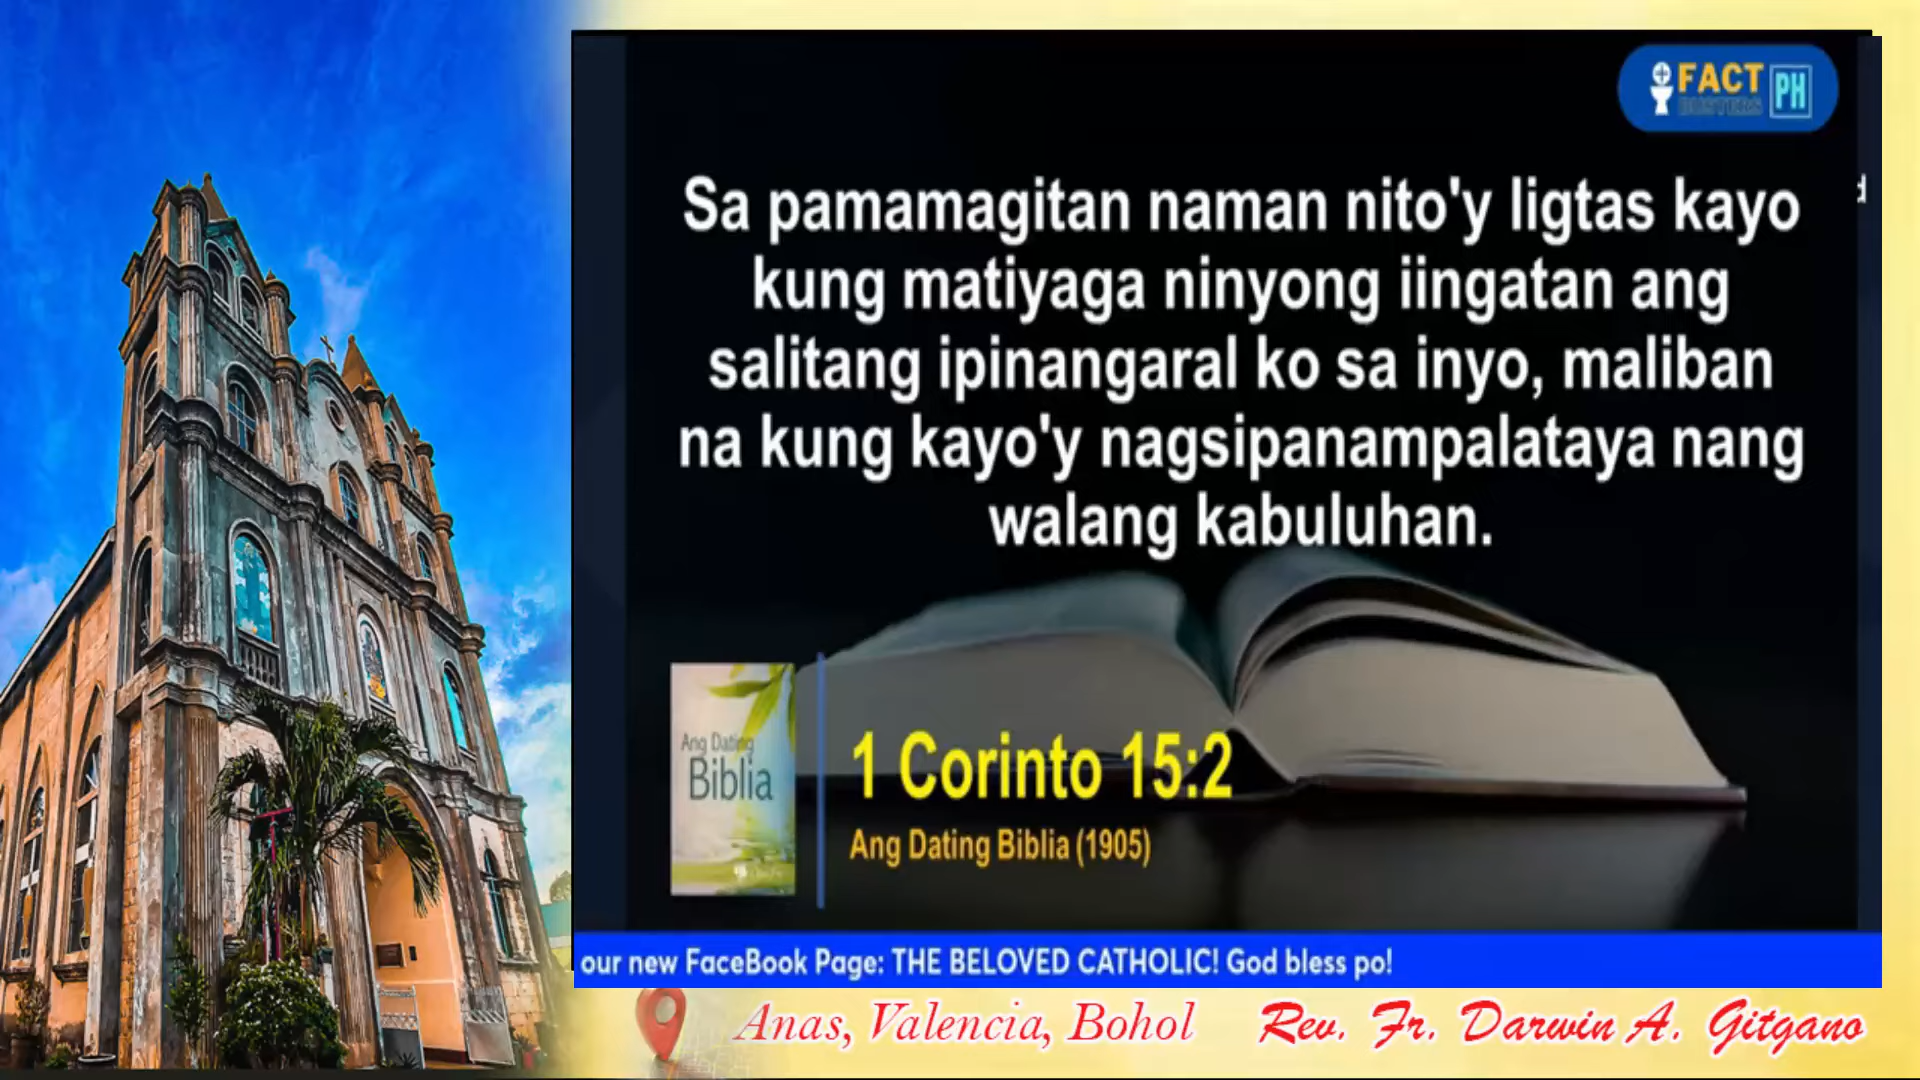 FACT
BUSTERS
PH
Sa pamamagitan naman nito'y ligtas kayo
kung matiyaga ninyong iingatan ang
salitang ipinangaral ko sa inyo, maliban
na kung kayo'y nagsipanampalataya nang
walang kabuluhan.
Ang Dating
Biblia
1 Corinto 15:2
Ang Dating Biblia (1905)
our new FaceBook Page: THE BELOVED CATHOLIC! God bless po!
Anas, Valencia, Bohol
Rev. Fr. Darwin A. Gitgano